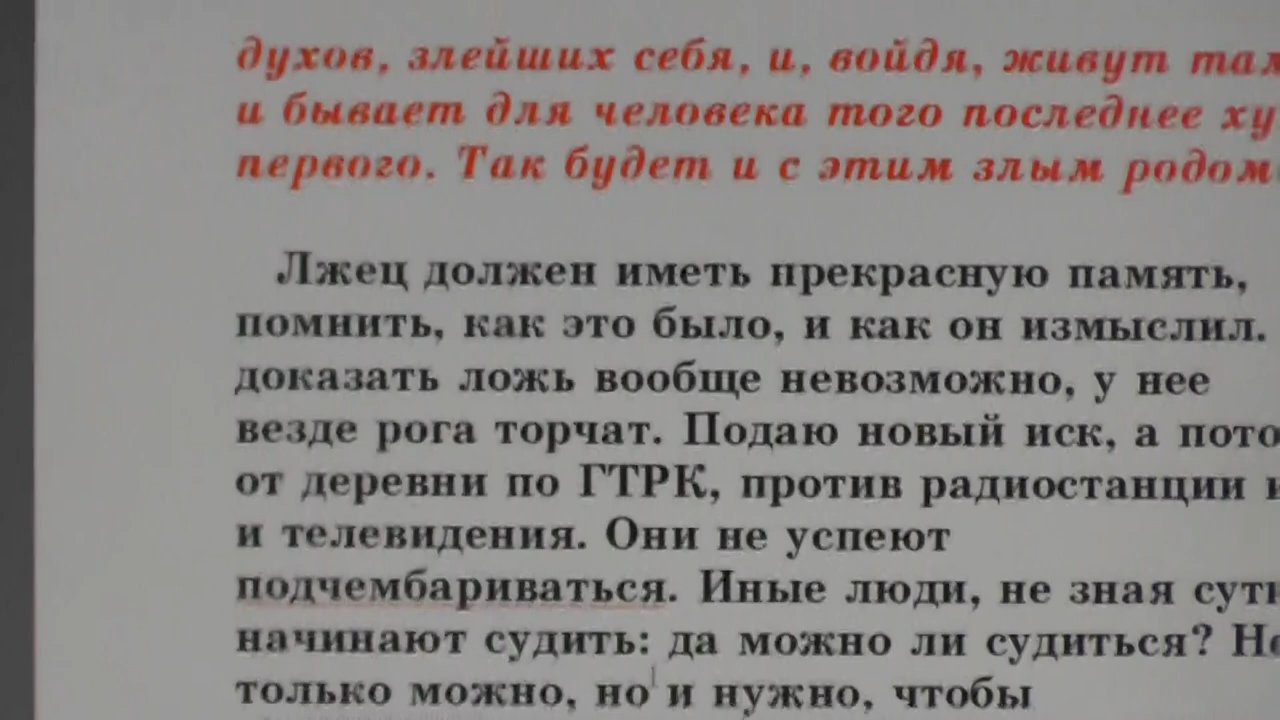 духов, злейших себя, и, войдя, живут там
и бывает для человека того последнее ху
первого. Так будет и с этим злым родом
Лжец должен иметь прекрасную память,
помнить, как это было, и как он измыслил.
доказать ложь вообще невозможно, у нее
везде рога торчат. Подаю новый иск, а пото
от деревни по ГТРК, против радиостанции
и телевидения. Они не успеют
подчембариваться. Иные люди, не зная сути
начинают судить: да можно ли судиться? Не
только можно, но и нужно, чтобы